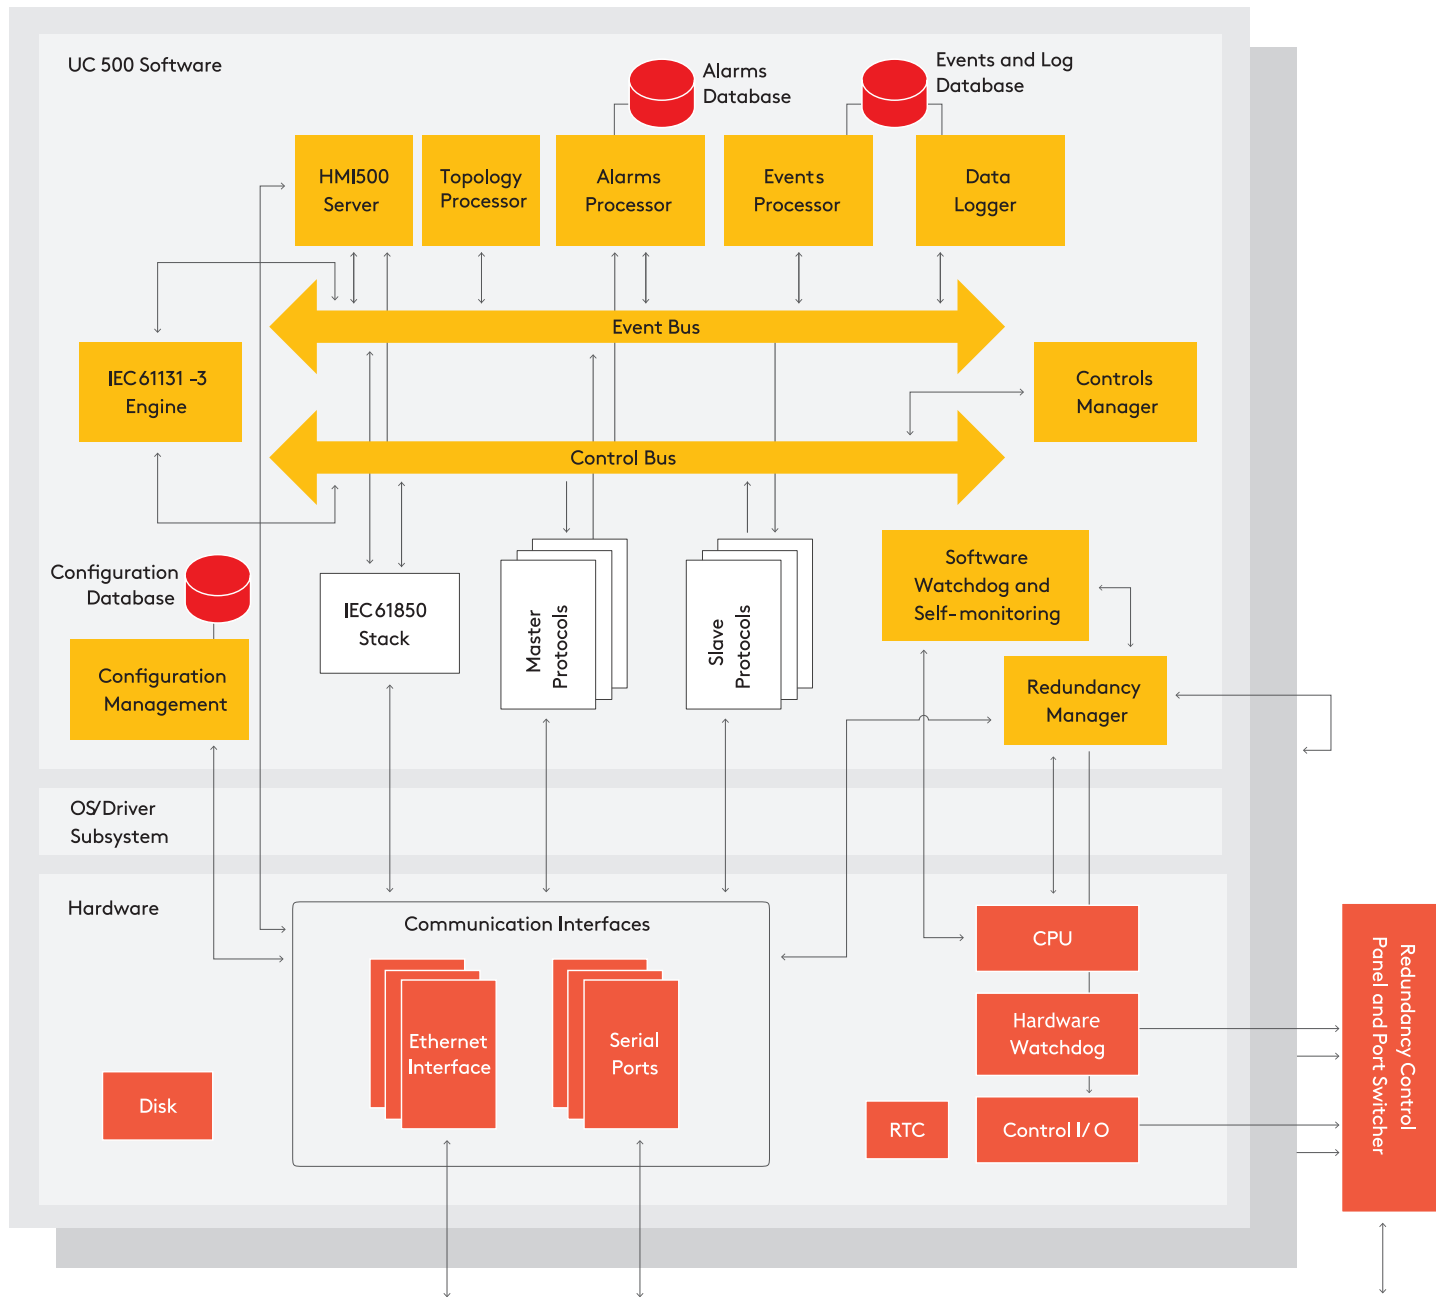 UC 500 Software
Alarms
Database
Events and Log
Database
HMI500
Server
Topology
Processor
Alarms
Processor
Events
Processor
Data
Logger
Event Bus
IEC61131 -3
Engine
Controls
Manager
Control Bus
Configuration
Database
IEC61850
Stack
Master
Protocols
Slave
Protocols
Software
Watchdog and
Self-monitoring
Configuration
Management
Redundancy
Manager
OS/Driver
Subsystem
Hardware
Communication Interfaces
CPU
Ethernet
Interface
Serial
Ports
Hardware
Watchdog
Disk
RTC
Control I/ O
Redundancy Control
Panel and Port Switcher